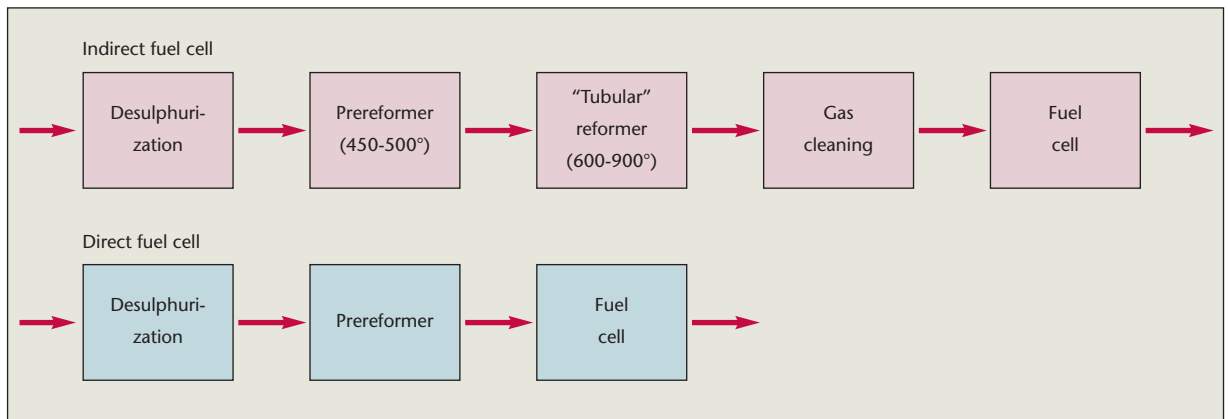 Indirect fuel cell
Desulphuri-
zation
Prereformer
(450-500°)
“Tubular”
reformer
(600-900°)
Gas
cleaning
Fuel
cell
Direct fuel cell
Desulphuri-
zation
Prereformer
Fuel
cell